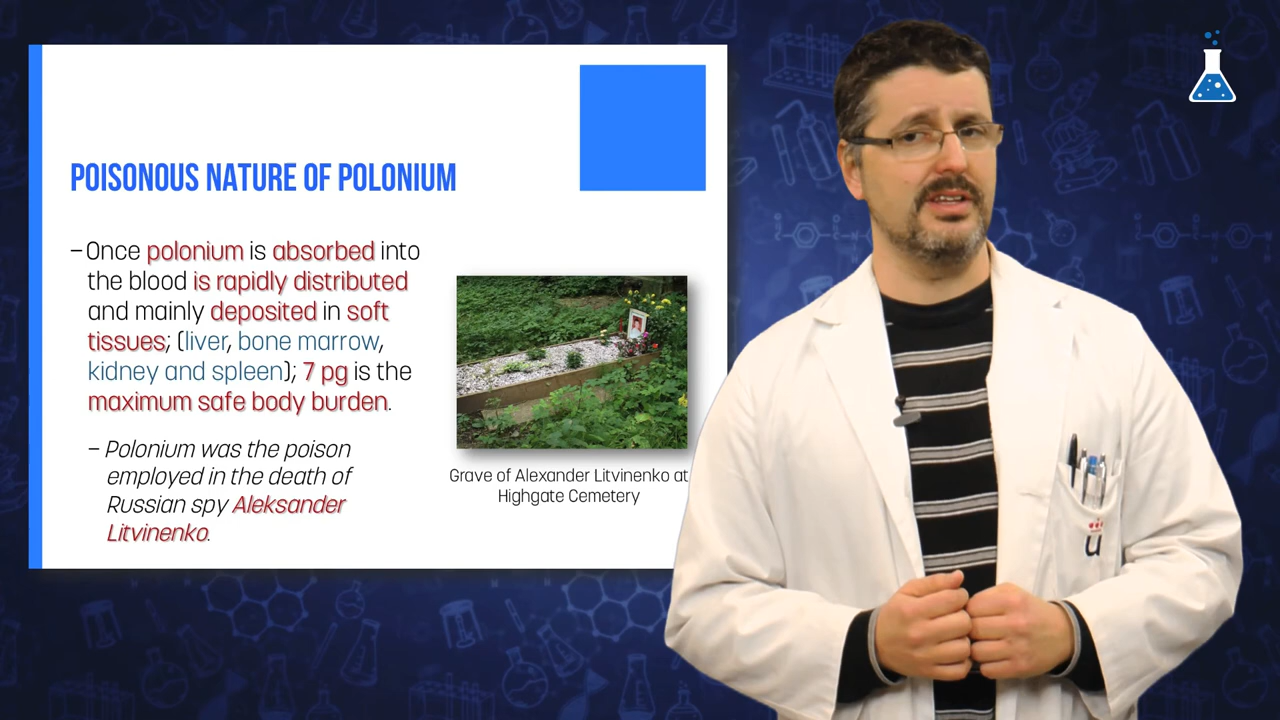 POISONOUS NATURE OF POLONIUM
– Once polonium is absorbed into
the blood is rapidly distributed
and mainly deposited in soft
tissues; (liver, bone marrow,
kidney and spleen); 7 pg is the
maximum safe body burden.
– Polonium was the poison
employed in the death of
Russian spy Aleksander
Litvinenko.
Grave of Alexander Litvinenko at
Highgate Cemetery
u